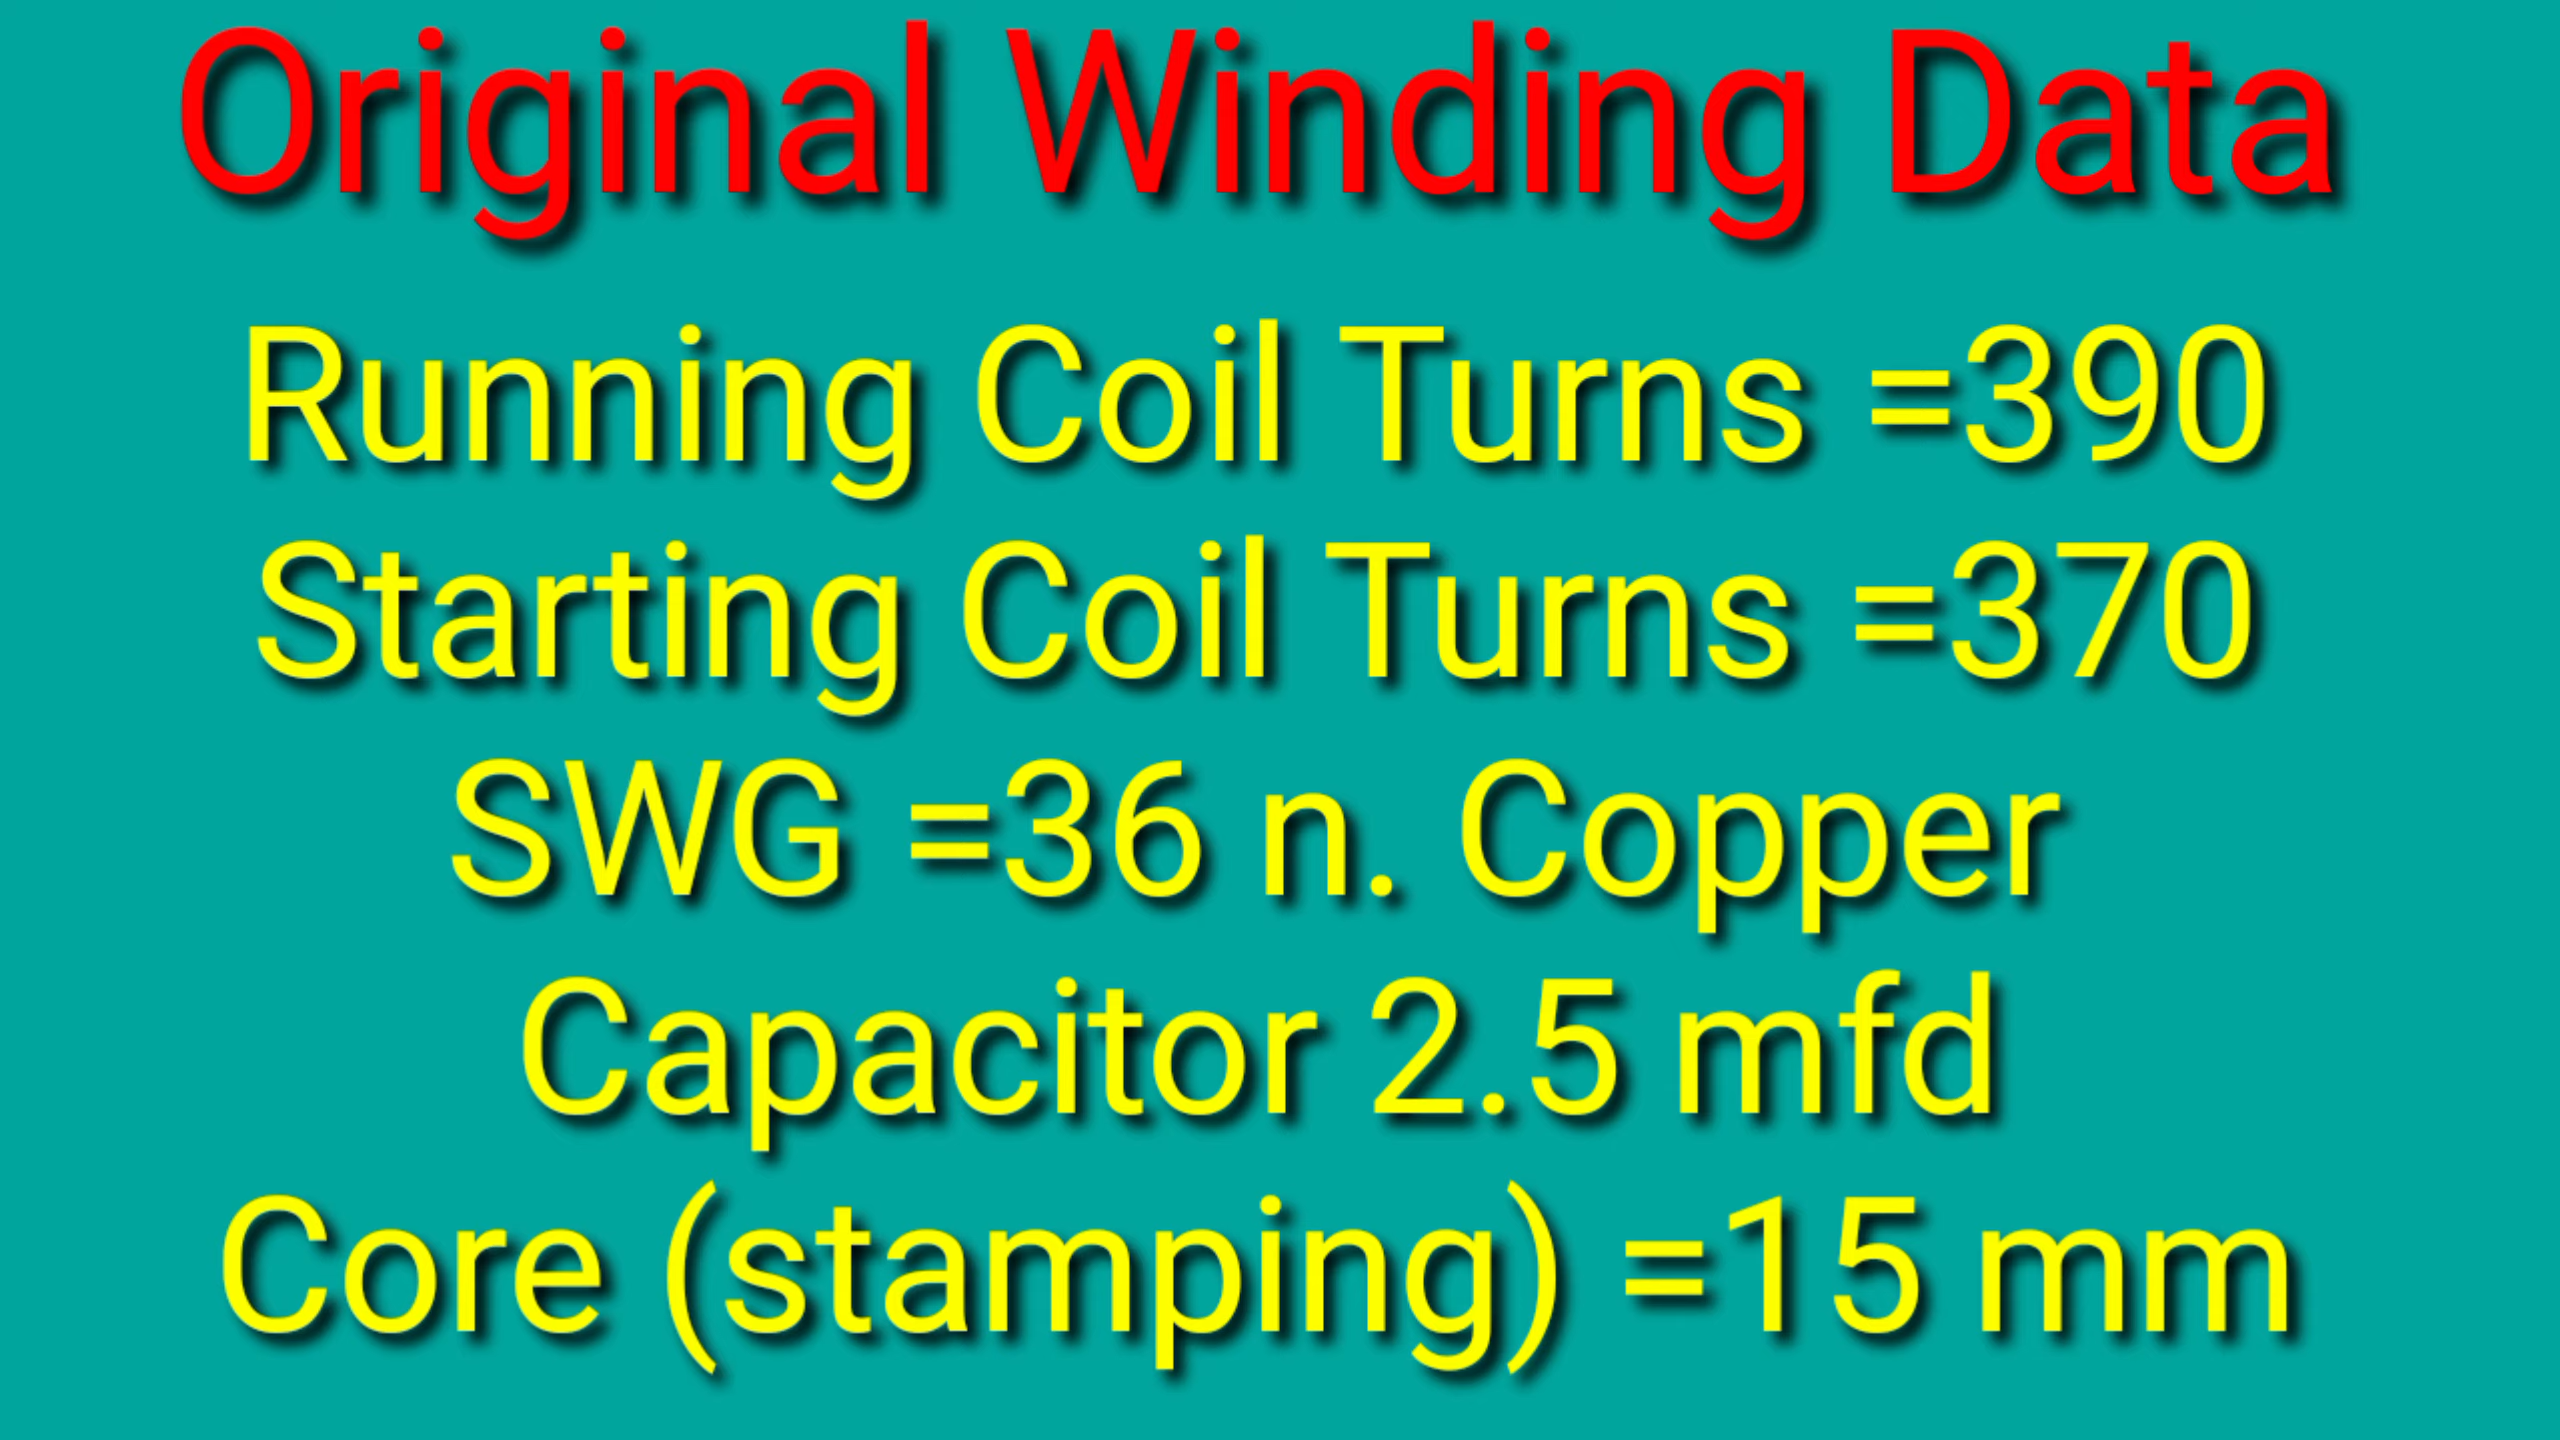 Original Winding Data
Running Coil Turns =390
Starting Coil Turns =370
SWG =36 n. Copper
Capacitor 2.5 mfd
Core (stamping) =15 mm